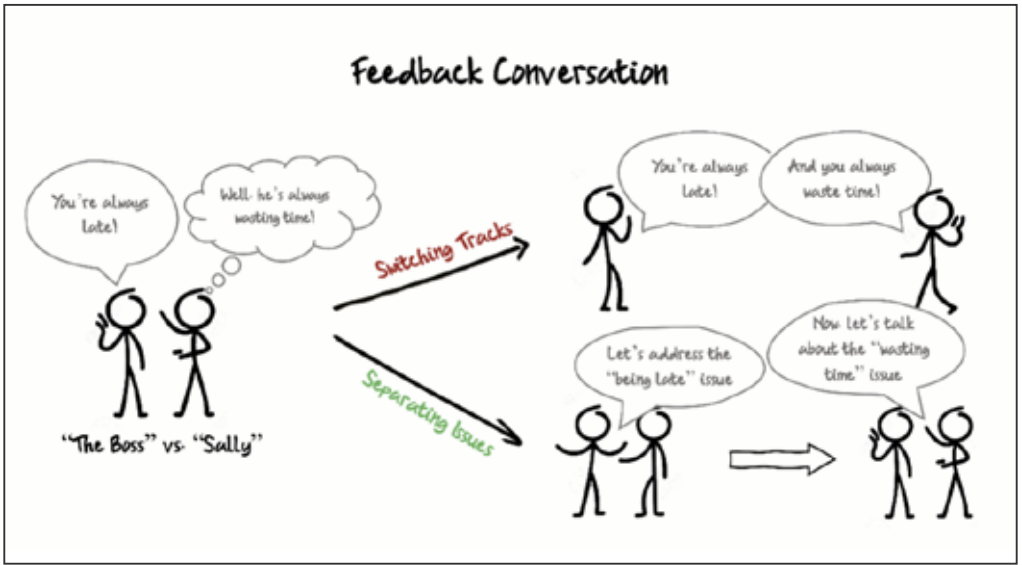 Feedback Conversation
You're always
late!
Well. he's always
wasting time!
"The Boss" vs. "Sally"
Switching Tracks
You're always
late!
And you always
waste time!
Separating Issues
Let's address the
"being late" issue
Now. let's talk
about the "wasting
time" issue